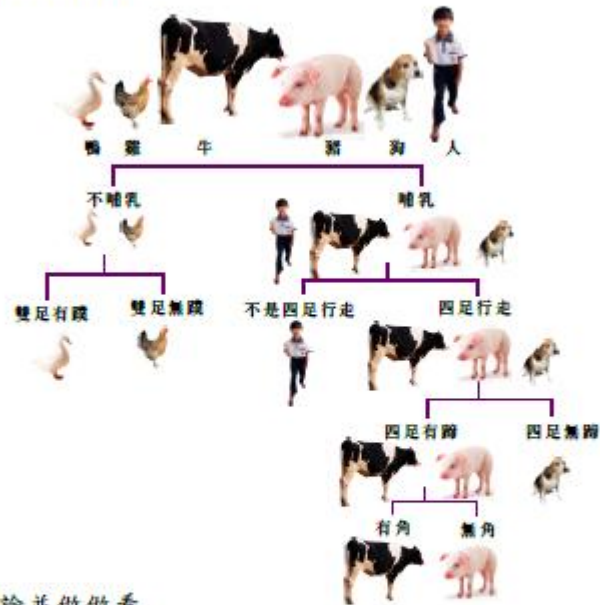 鴨 雞 牛 豬 狗 人
不哺乳 哺乳
雙足有蹼 雙足無蹼 不是四足行走 四足行走
四足有蹄 四足無蹄
有角 無角